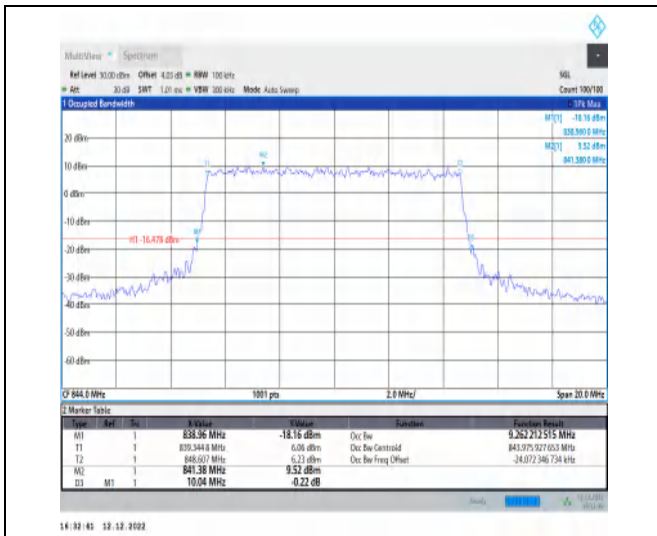 MultiView Spectrum
Ref Level 30.00 dBm Offset 4.03 dB RBW 100 kHz SGL
Att 30 dB SWT 1.01 ms VBW 300 kHz Mode Auto Sweep Count 100/100
1 Occupied Bandwidth 1Pk Max
M1[1] -18.16 dBm
838.960 0 MHz
M2[1] 9.52 dBm
841.380 0 MHz
20 dBm
10 dBm
0 dBm
-10 dBm
H1 -16.478 dBm
-20 dBm
-30 dBm
-40 dBm
-50 dBm
-60 dBm
T1
M2
T2
M1
CF 844.0 MHz 1001 pts 2.0 MHz/ Span 20.0 MHz
2 Marker Table
Type Ref Trc X-Value Y-Value Function Function Result
M1 1 838.96 MHz -18.16 dBm Occ Bw 9.262 212 515 MHz
T1 1 839.344 8 MHz 6.06 dBm Occ Bw Centroid 843.975 927 653 MHz
T2 1 848.607 MHz 6.23 dBm Occ Bw Freq Offset -24.072 346 734 kHz
M2 1 841.38 MHz 9.52 dBm
D3 M1 1 10.04 MHz -0.22 dB
Ready
16:32:41 12.12.2022